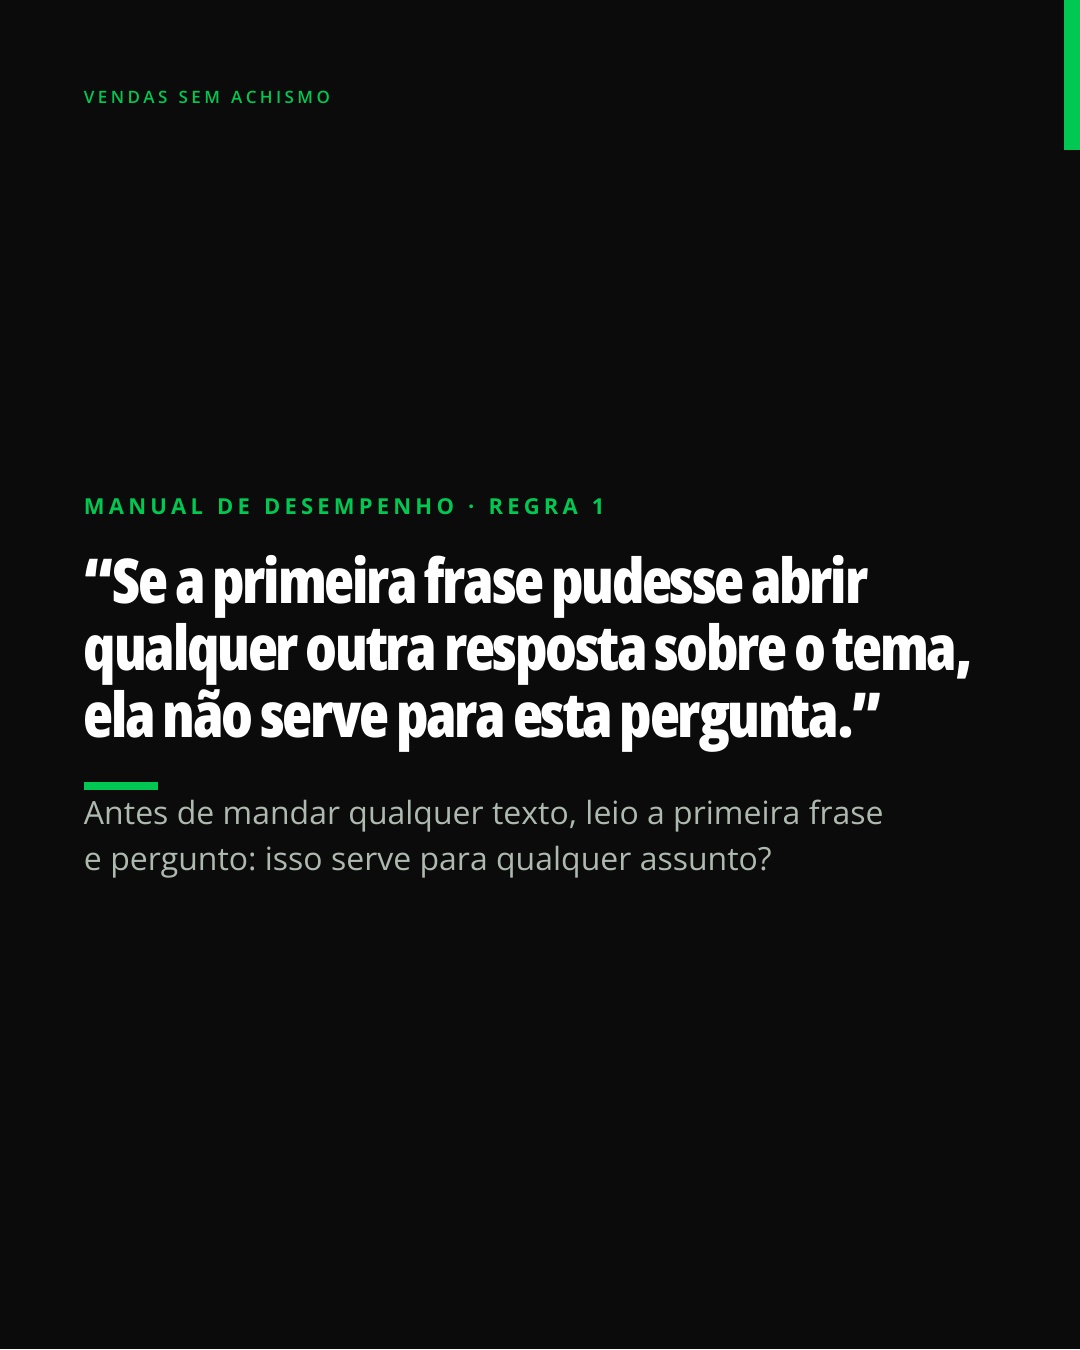 VENDAS SEM ACHISMO
MANUAL DE DESEMPENHO · REGRA 1
“Se a primeira frase pudesse abrir
qualquer outra resposta sobre o tema,
ela não serve para esta pergunta.”
Antes de mandar qualquer texto, leio a primeira frase
e pergunto: isso serve para qualquer assunto?